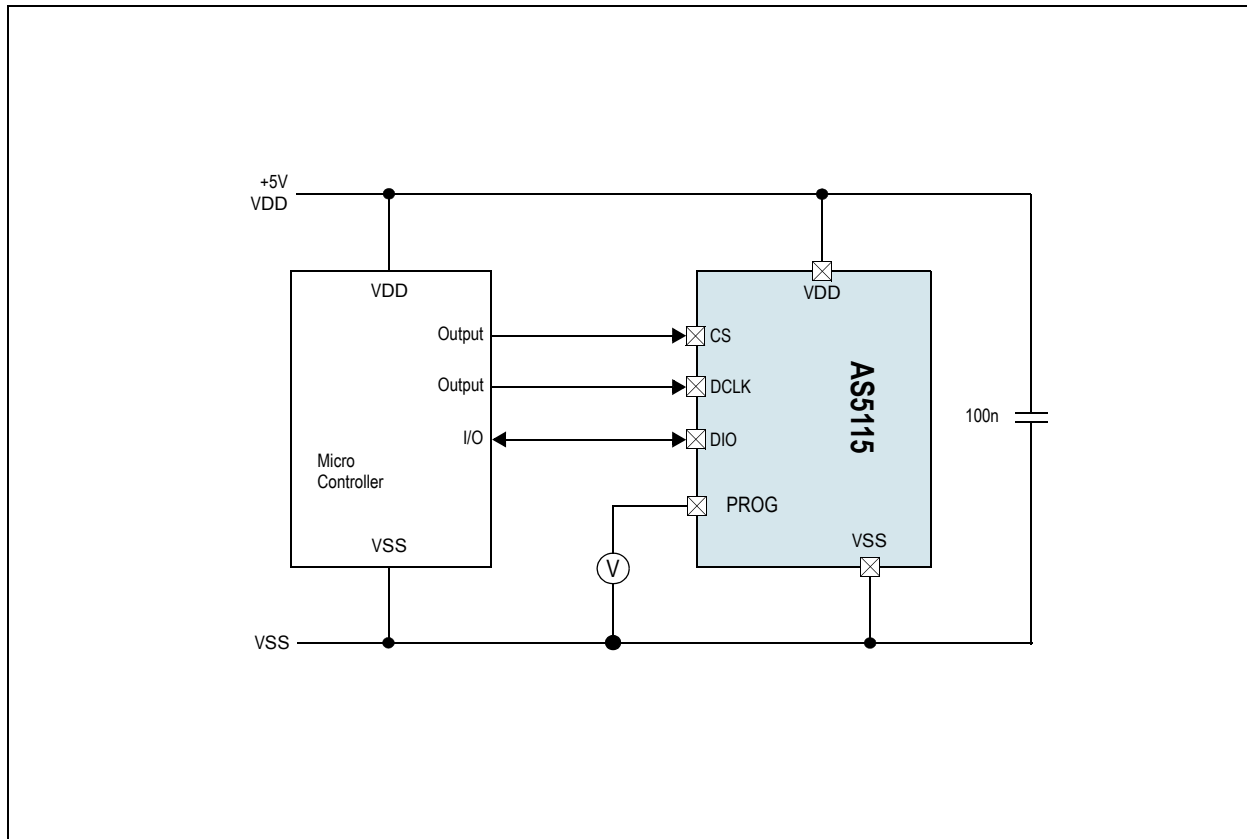 +5V
VDD
VDD
VDD
Output
CS
Output
DCLK
I/O
DIO
Micro
Controller
AS5115
100n
PROG
VSS
VSS
V
VSS